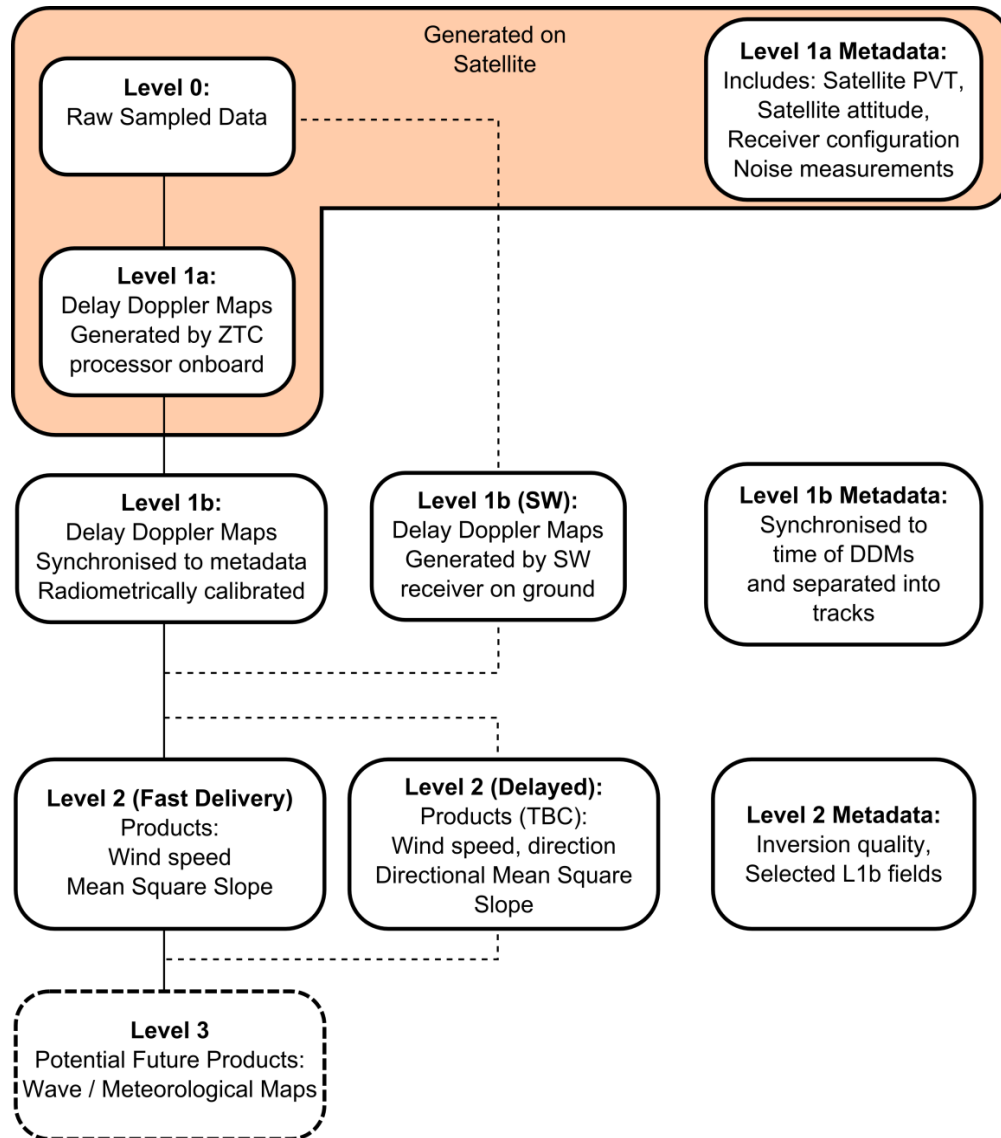 Generated on
Satellite
Level 0:
Raw Sampled Data
Level 1a Metadata:
Includes: Satellite PVT,
Satellite attitude,
Receiver configuration
Noise measurements
Level 1a:
Delay Doppler Maps
Generated by ZTC
processor onboard
Level 1b:
Delay Doppler Maps
Synchronised to metadata
Radiometrically calibrated
Level 1b (SW):
Delay Doppler Maps
Generated by SW
receiver on ground
Level 1b Metadata:
Synchronised to
time of DDMs
and separated into
tracks
Level 2 (Fast Delivery)
Products:
Wind speed
Mean Square Slope
Level 2 (Delayed):
Products (TBC):
Wind speed, direction
Directional Mean Square
Slope
Level 2 Metadata:
Inversion quality,
Selected L1b fields
Level 3
Potential Future Products:
Wave / Meteorological Maps